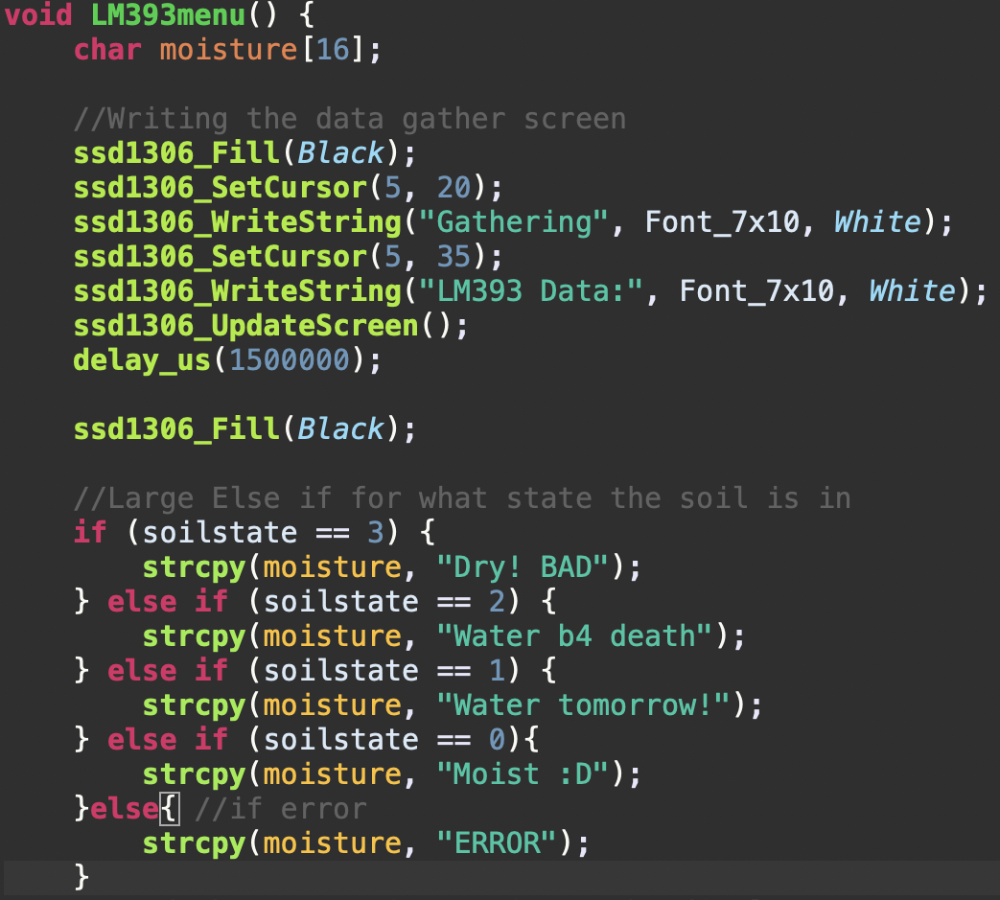 void LM393menu() {
    char moisture[16];

    //Writing the data gather screen
    ssd1306_Fill(Black);
    ssd1306_SetCursor(5, 20);
    ssd1306_WriteString("Gathering", Font_7x10, White);
    ssd1306_SetCursor(5, 35);
    ssd1306_WriteString("LM393 Data:", Font_7x10, White);
    ssd1306_UpdateScreen();
    delay_us(1500000);

    ssd1306_Fill(Black);

    //Large Else if for what state the soil is in
    if (soilstate == 3) {
        strcpy(moisture, "Dry! BAD");
    } else if (soilstate == 2) {
        strcpy(moisture, "Water b4 death");
    } else if (soilstate == 1) {
        strcpy(moisture, "Water tomorrow!");
    } else if (soilstate == 0){
        strcpy(moisture, "Moist :D");
    }else{ //if error
        strcpy(moisture, "ERROR");
    }